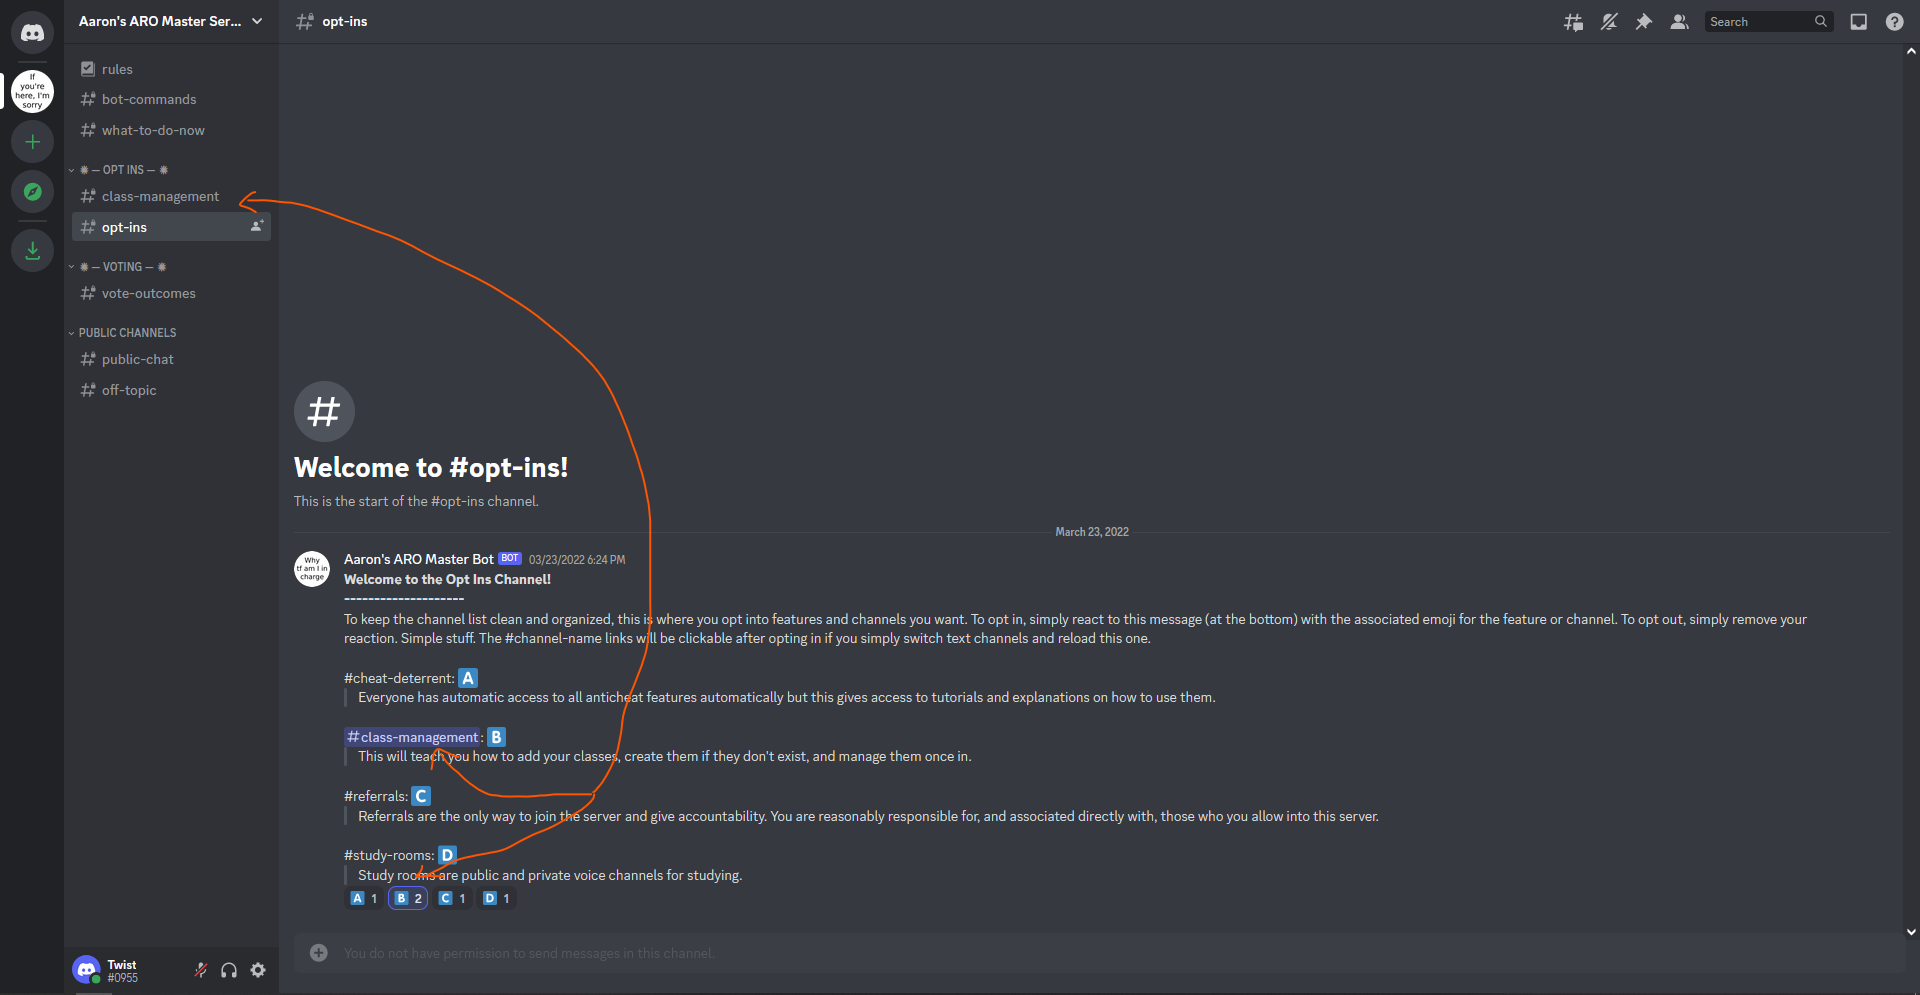 Aaron's ARO Master Ser...
opt-ins
Search
If
you're
here, I'm
sorry
rules
bot-commands
what-to-do-now
✹ — OPT INS — ✹
class-management
opt-ins
✹ — VOTING — ✹
vote-outcomes
PUBLIC CHANNELS
public-chat
off-topic
Welcome to #opt-ins!
This is the start of the #opt-ins channel.
March 23, 2022
Why
tf am I in
charge
Aaron's ARO Master Bot BOT 03/23/2022 6:24 PM
Welcome to the Opt Ins Channel!
--------------------
To keep the channel list clean and organized, this is where you opt into features and channels you want. To opt in, simply react to this message (at the bottom) with the associated emoji for the feature or channel. To opt out, simply remove your
reaction. Simple stuff. The #channel-name links will be clickable after opting in if you simply switch text channels and reload this one.
#cheat-deterrent: A
Everyone has automatic access to all anticheat features automatically but this gives access to tutorials and explanations on how to use them.
#class-management: B
This will teach you how to add your classes, create them if they don't exist, and manage them once in.
#referrals: C
Referrals are the only way to join the server and give accountability. You are reasonably responsible for, and associated directly with, those who you allow into this server.
#study-rooms: D
Study rooms are public and private voice channels for studying.
A 1 B 2 C 1 D 1
You do not have permission to send messages in this channel.
Twist
#0955